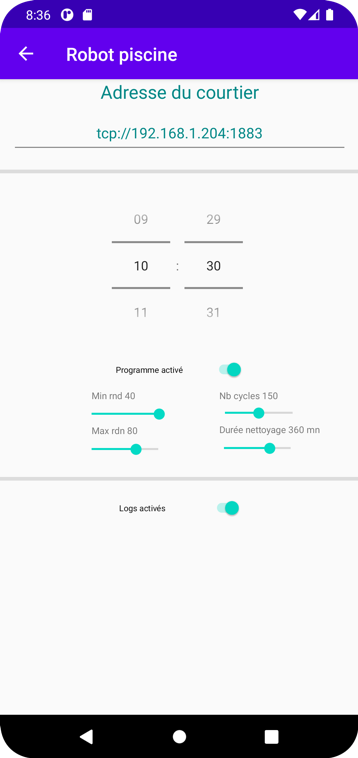 8:36
Robot piscine
Adresse du courtier
tcp://192.168.1.204:1883
09 29
10 : 30
11 31
Programme activé
Min rnd 40 Nb cycles 150
Max rdn 80 Durée nettoyage 360 mn
Logs activés